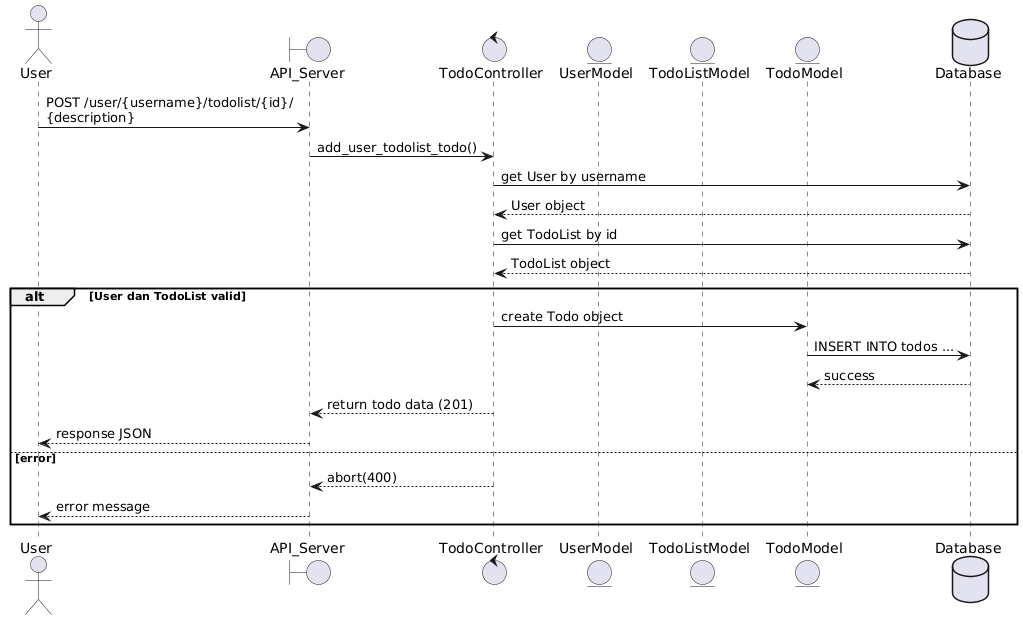 User
API_Server
TodoController
UserModel
TodoListModel
TodoModel
Database
POST /user/{username}/todolist/{id}/
{description}
add_user_todolist_todo()
get User by username
User object
get TodoList by id
TodoList object
alt
[User dan TodoList valid]
create Todo object
INSERT INTO todos ...
success
return todo data (201)
response JSON
[error]
abort(400)
error message
User
API_Server
TodoController
UserModel
TodoListModel
TodoModel
Database